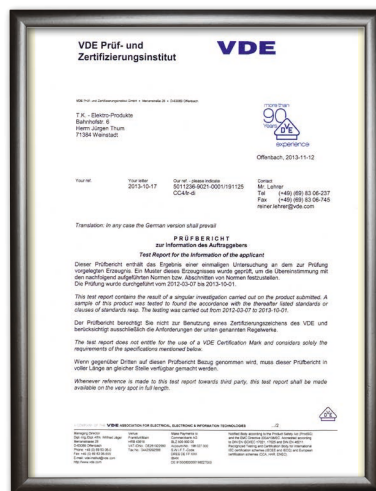 VDE Prüf- und
Zertifizierungsinstitut
VDE
VDE Prüf- und Zertifizierungsinstitut GmbH • Merianstraße 28 • D-63069 Offenbach
more than
90
Years
VDE
experience
T.K. - Elektro-Produkte
Bahnhofstr. 6
Herrn Jürgen Thum
71384 Weinstadt
Offenbach, 2013-11-12
Your ref. Your letter Our ref. - please indicate Contact
2013-10-17 5011236-9021-0001/191125 Mr. Lehrer
CC4/lr-di Tel (+49) (69) 83 06-237
Fax (+49) (69) 83 06-745
reiner.lehrer@vde.com
Translation: In any case the German version shall prevail
PRÜFBERICHT
zur Information des Auftraggebers
Test Report for the Information of the applicant
Dieser Prüfbericht enthält das Ergebnis einer einmaligen Untersuchung an dem zur Prüfung
vorgelegten Erzeugnis. Ein Muster dieses Erzeugnisses wurde geprüft, um die Übereinstimmung mit
den nachfolgend aufgeführten Normen bzw. Abschnitten von Normen festzustellen.
Die Prüfung wurde durchgeführt vom 2012-03-07 bis 2013-10-01.
This test report contains the result of a singular investigation carried out on the product submitted. A
sample of this product was tested to found the accordance with the thereafter listed standards or
clauses of standards resp. The testing was carried out from 2012-03-07 to 2013-10-01.
Der Prüfbericht berechtigt Sie nicht zur Benutzung eines Zertifizierungszeichens des VDE und
berücksichtigt ausschließlich die Anforderungen der unten genannten Regelwerke.
The test report does not entitle for the use of a VDE Certification Mark and considers solely the
requirements of the specifications mentioned below.
Wenn gegenüber Dritten auf diesen Prüfbericht Bezug genommen wird, muss dieser Prüfbericht in
voller Länge an gleicher Stelle verfügbar gemacht werden.
Whenever reference is made to this test report towards third party, this test report shall be made
available on the very spot in full length.
VDE ASSOCIATION FOR ELECTRICAL, ELECTRONIC & INFORMATION TECHNOLOGIES